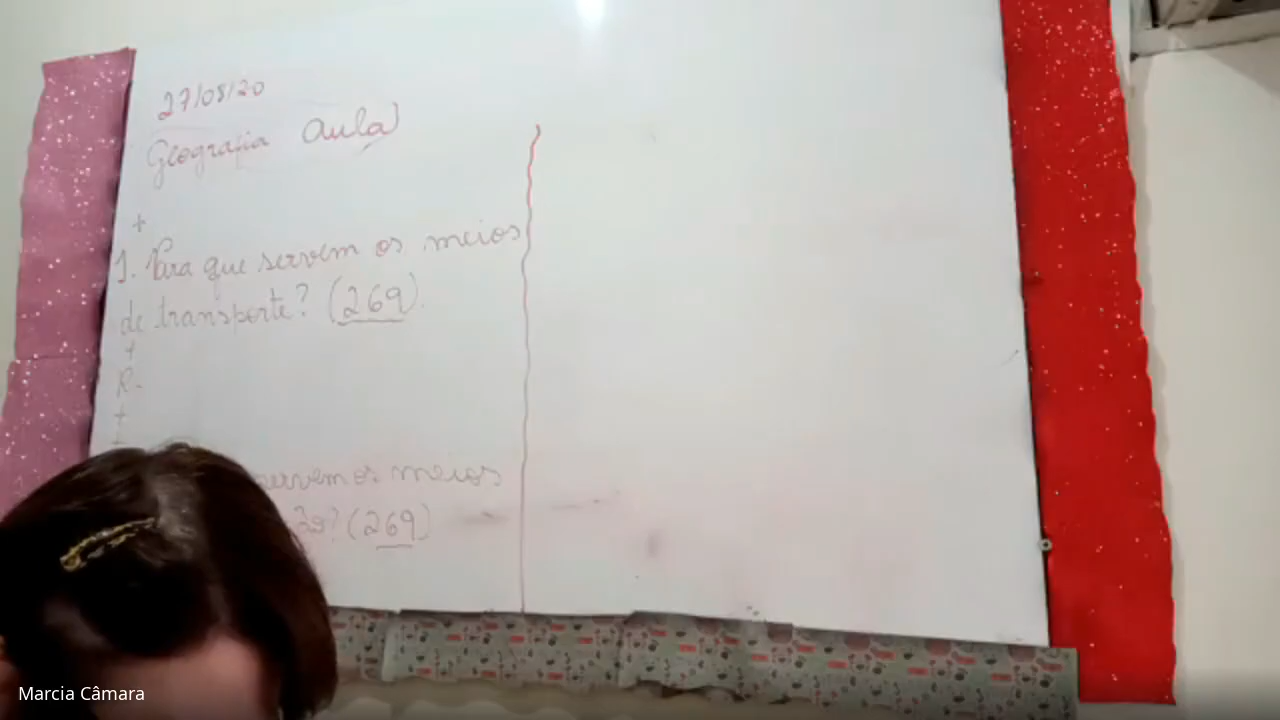 27/08/20
Geografia Aula
+
1. Para que servem os meios
de transporte? (269).
+
R-
+
+
servem os meios
ão? (269)
Marcia Câmara